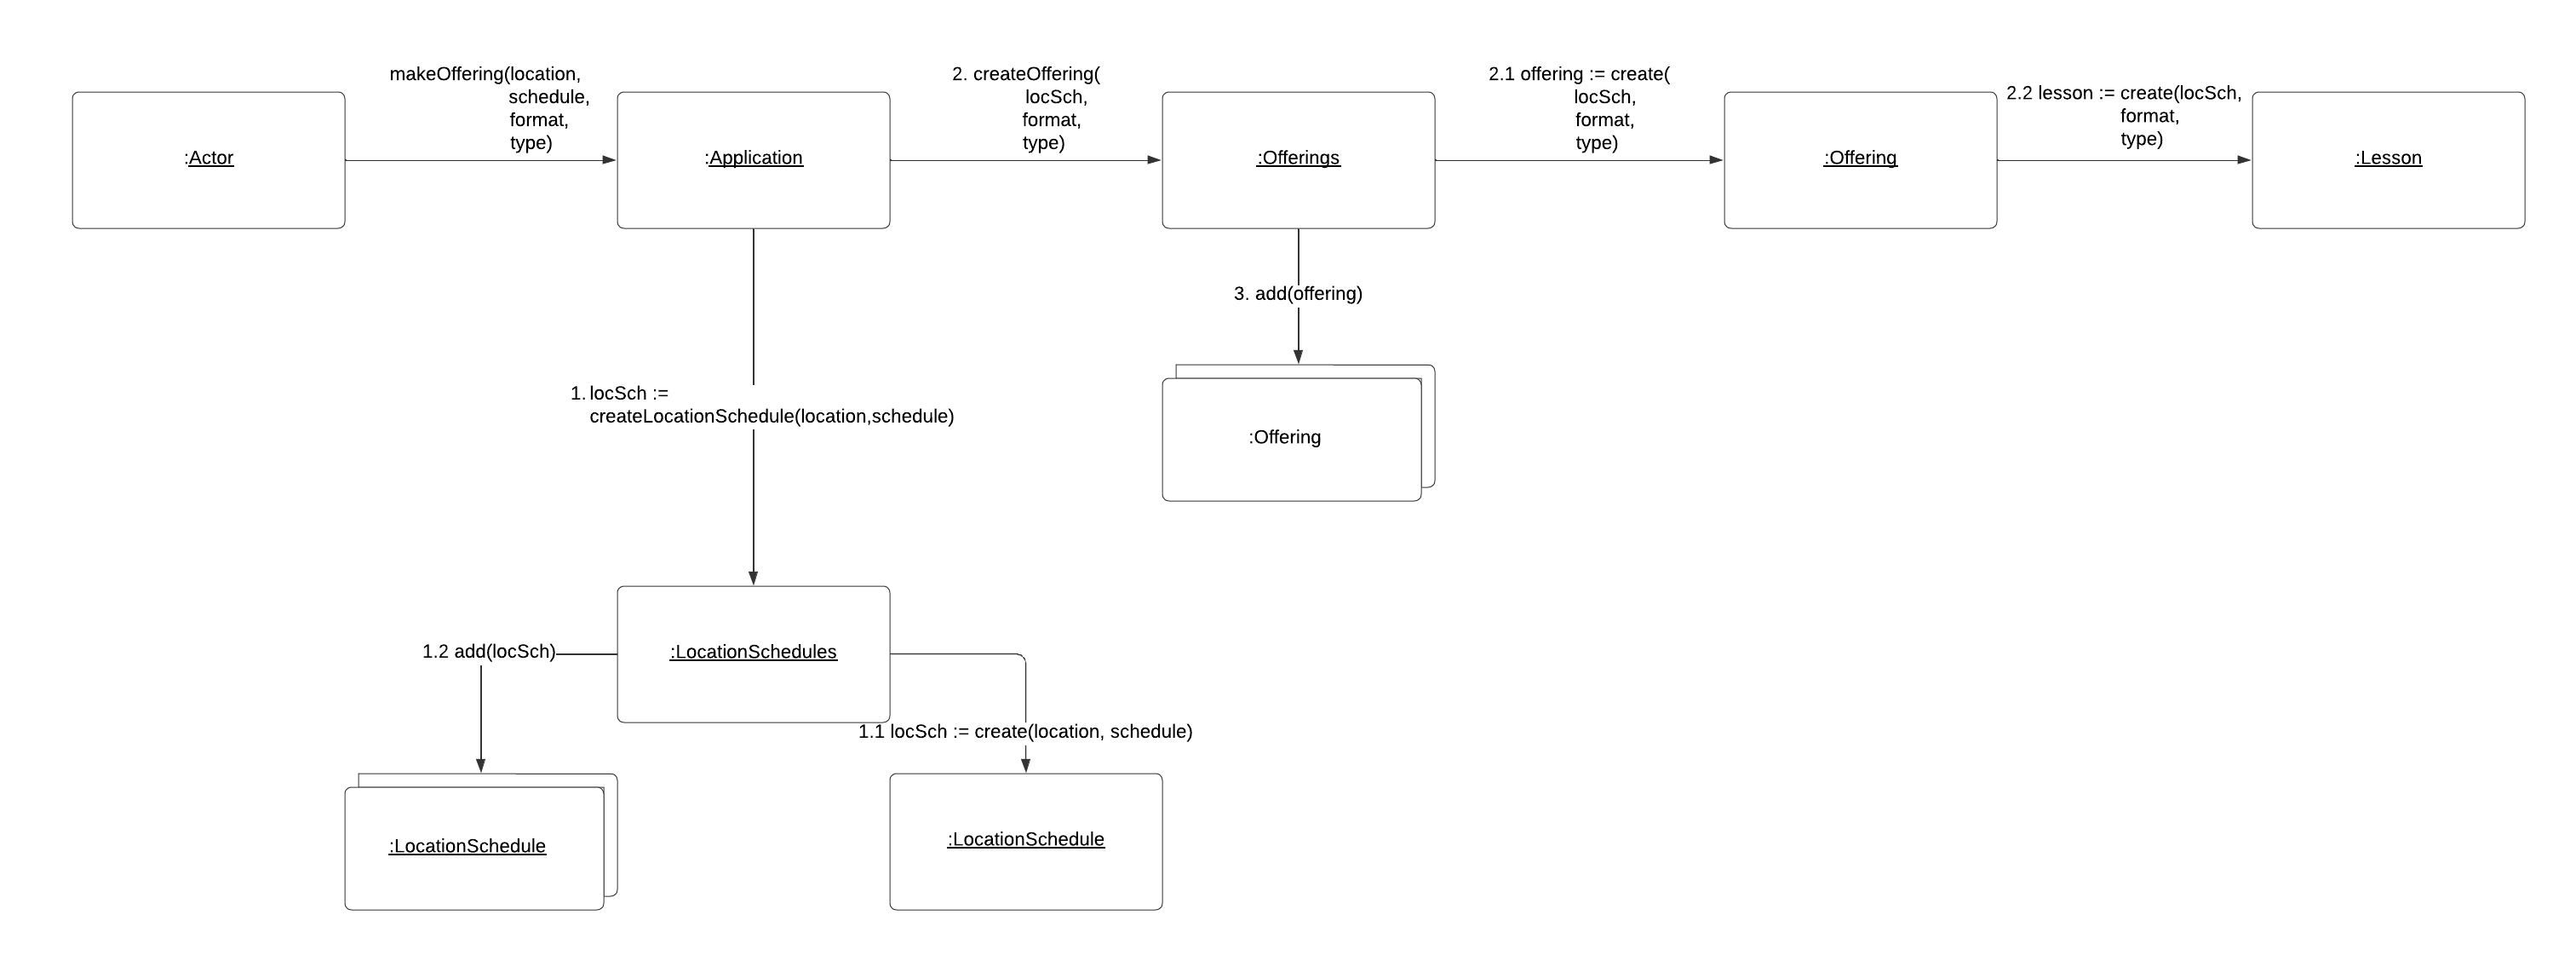 makeOffering(location,
schedule,
format,
type)
2. createOffering(
locSch,
format,
type)
2.1 offering := create(
locSch,
format,
type)
2.2 lesson := create(locSch,
format,
type)
:Actor
:Application
:Offerings
:Offering
:Lesson
3. add(offering)
1. locSch :=
createLocationSchedule(location,schedule)
:Offering
1.2 add(locSch)
:LocationSchedules
1.1 locSch := create(location, schedule)
:LocationSchedule
:LocationSchedule